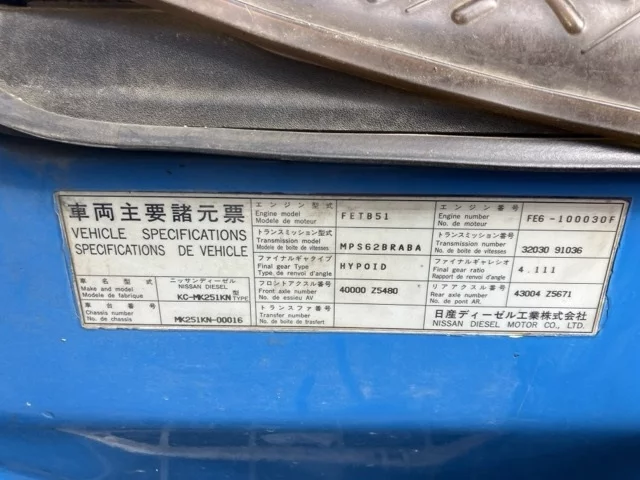 車両主要諸元票
VEHICLE SPECIFICATIONS
SPECIFICATIONS DE VEHICLE
車名型式
Make and model
Modele de fabrique
ニッサンディーゼル
NISSAN DIESEL
KC-MK251KN 型 TYPE
車台番号
Chassis number
No. de chassis
MK251KN-00016
エンジン型式
Engine model
Modele de moteur
FETB51
トランスミッション型式
Transmission model
Modele de boite de vitesses
MPS62BRABA
ファイナルギヤタイプ
Final gear Type
Type, de renvoi d'angle
HYPOID
フロントアクスル番号
Front axle number
No. de essieu AV
40000 Z5480
トランスファ番号
Transfer number
No. de boite de trasfert
エンジン番号
Engine number
No. de moteur
FE6 -100030F
トランスミッション番号
Transmission number
No. de boite de vitesses
32030 91036
ファイナルギャレシオ
Final gear ratio
Rapport de renvoi d'angle
4.111
リアアクスル番号
Rear axle number
No. de pont AR.
43004 Z5671
日産ディーゼル工業株式会社
NISSAN DIESEL MOTOR CO., LTD.